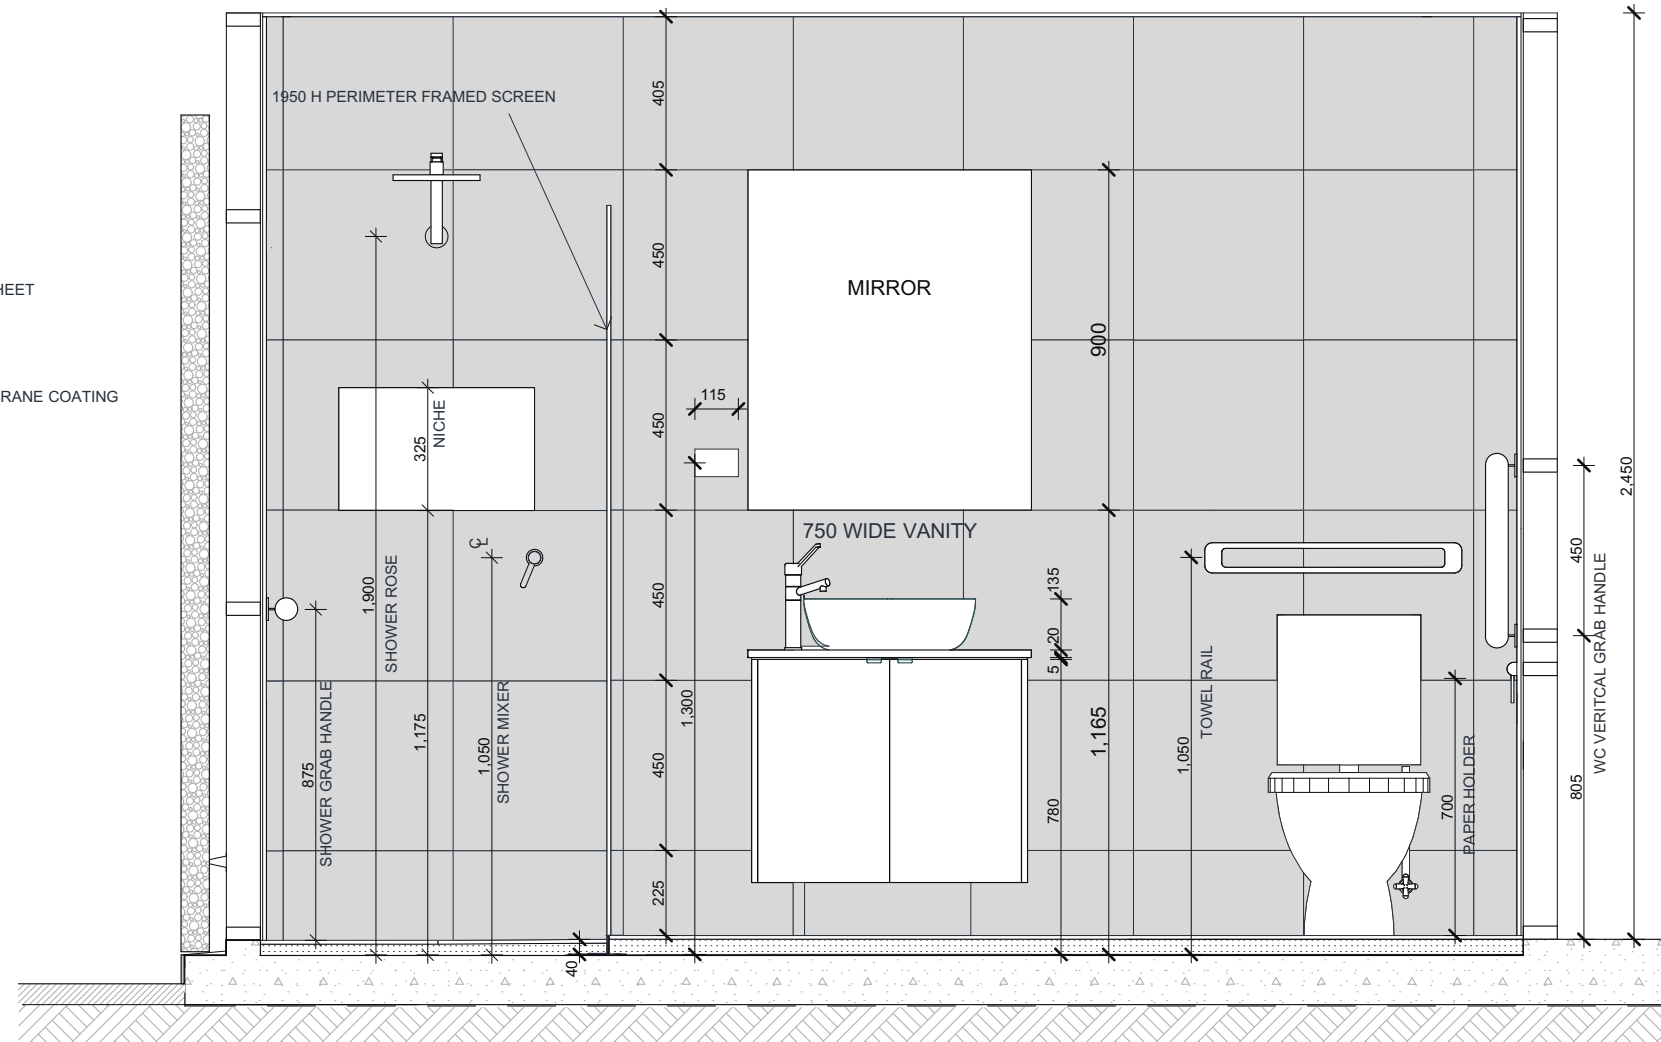 1950 H PERIMETER FRAMED SCREEN
HEET
RANE COATING
MIRROR
750 WIDE VANITY
NICHE
325
SHOWER ROSE
1,900
SHOWER GRAB HANDLE
875
1,175
SHOWER MIXER
1,050
C L
405
450
450
450
450
225
40
115
1,300
900
1,165
135
20
5
780
TOWEL RAIL
1,050
PAPER HOLDER
700
WC VERITCAL GRAB HANDLE
450
805
2,450